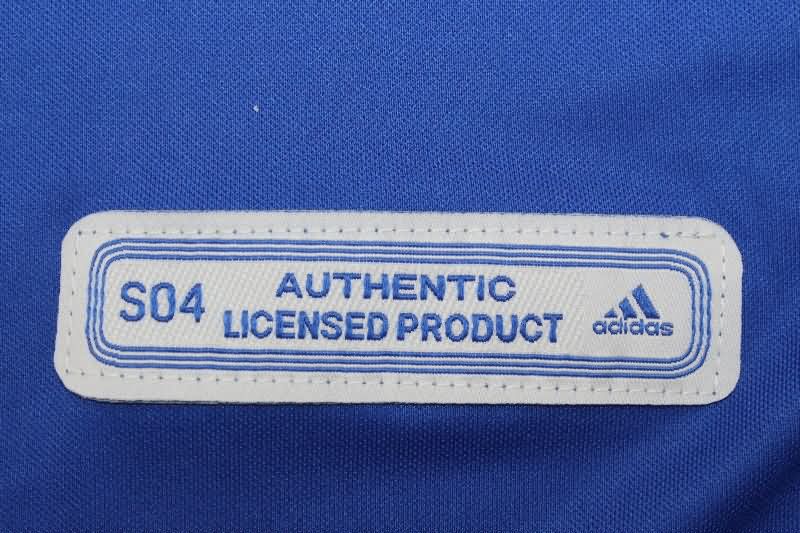 S04
AUTHENTIC
LICENSED PRODUCT
adidas